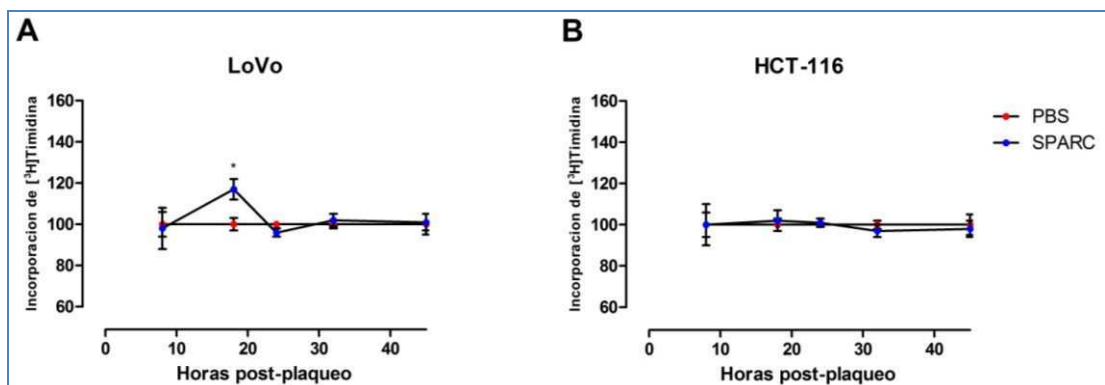 A
LoVo
Incorporacion de [³H]Timidina
160
140
120
100
80
60
*
0 10 20 30 40
Horas post-plaqueo
B
HCT-116
Incorporacion de [³H]Timidina
160
140
120
100
80
60
0 10 20 30 40
Horas post-plaqueo
PBS
SPARC